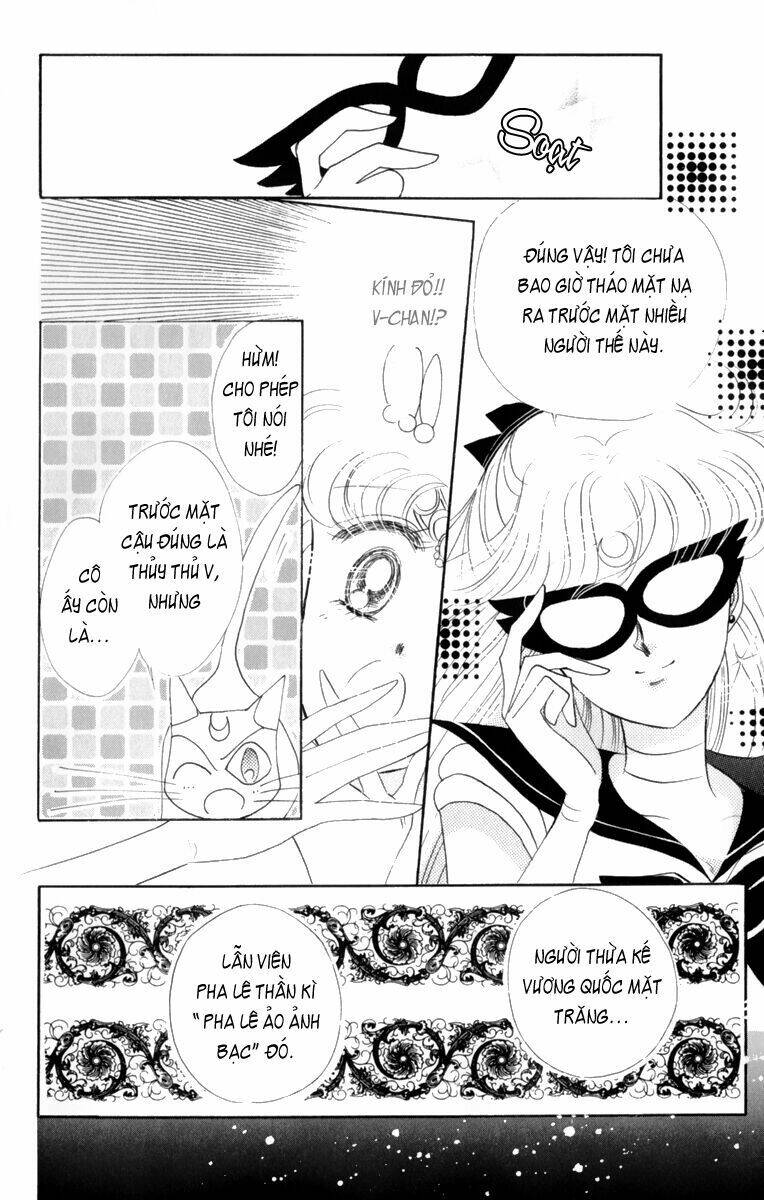 Soạt
ĐÚNG VẬY! TÔI CHƯA
BAO GIỜ THÁO MẶT NẠ
RA TRƯỚC MẶT NHIỀU
NGƯỜI THẾ NÀY.
KÍNH ĐỎ!!
V-CHAN!?
HỪM!
CHO PHÉP
TÔI NÓI
NHÉ!
TRƯỚC MẶT
CẬU ĐÚNG LÀ
THỦY THỦ V,
NHƯNG
CÔ
ẤY CÒN
LÀ...
NGƯỜI THỪA KẾ
VƯƠNG QUỐC MẶT
TRĂNG...
LẪN VIÊN
PHA LÊ THẦN KÌ
"PHA LÊ ẢO ẢNH
BẠC" ĐÓ.